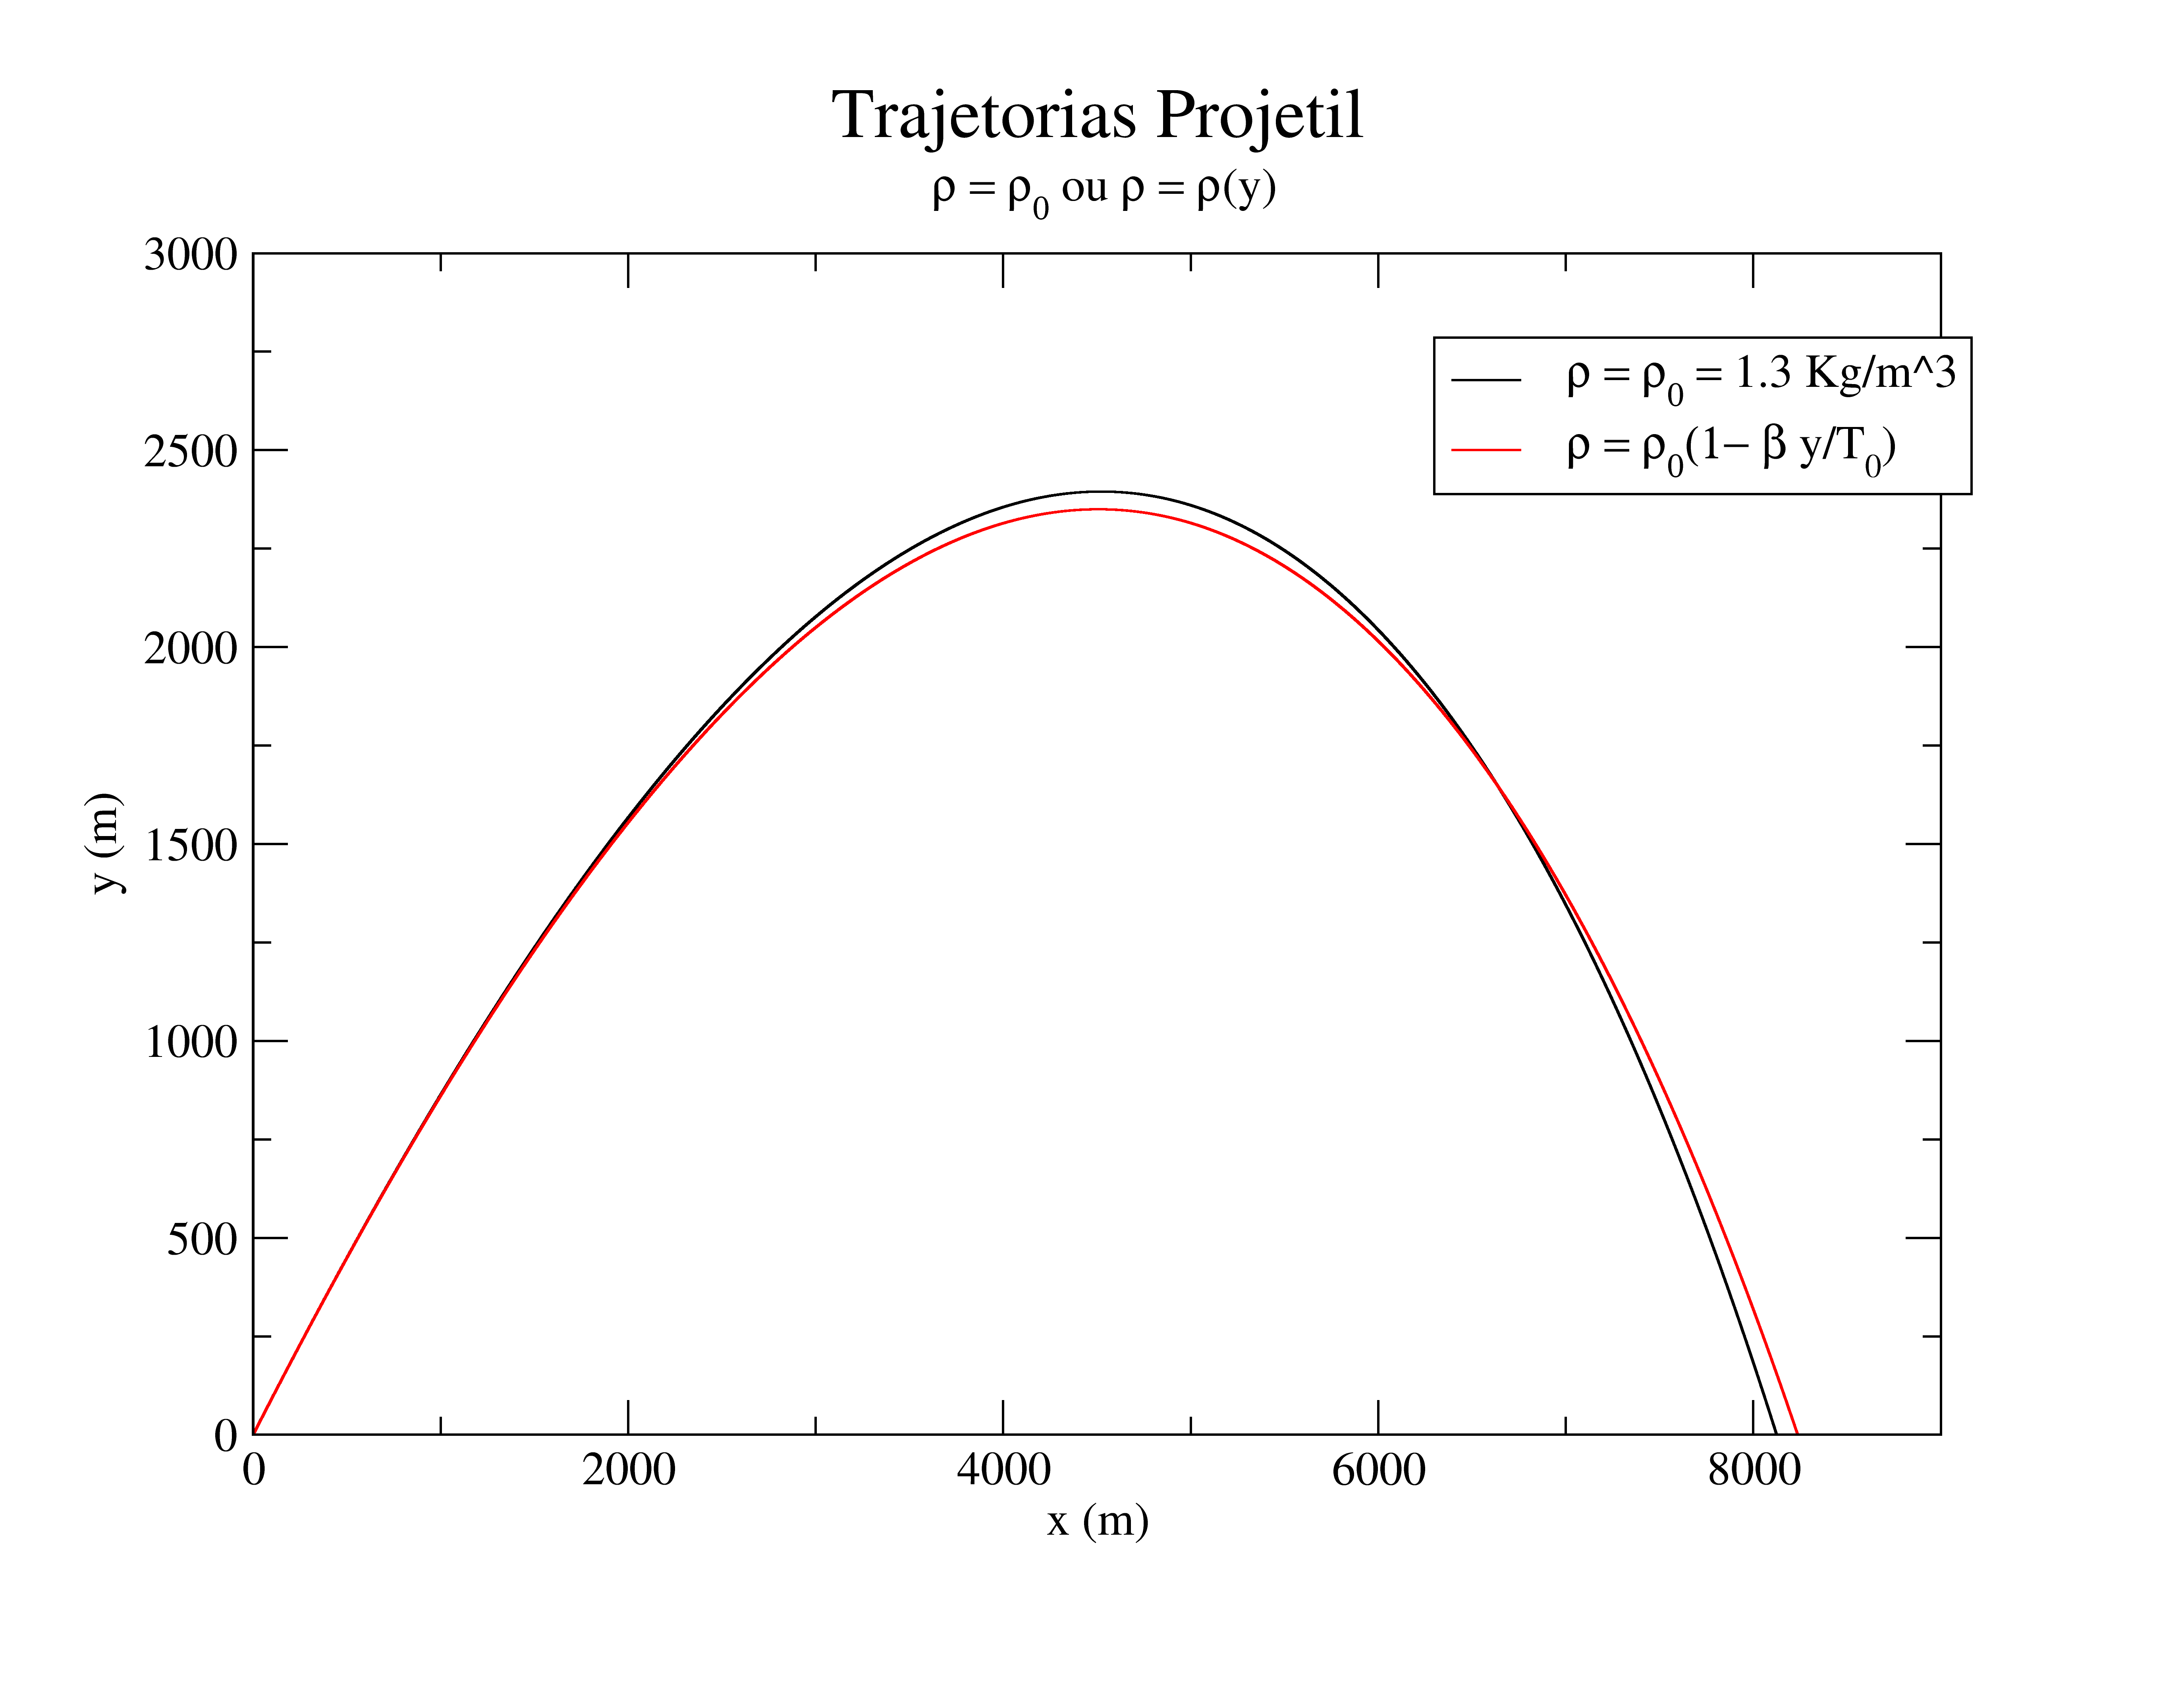 Trajetorias Projetil
ρ = ρ0 ou ρ = ρ(y)
3000
2500
2000
1500
1000
500
0
y (m)
ρ = ρ0 = 1.3 Kg/m^3
ρ = ρ0(1− β y/T0)
0 2000 4000 6000 8000
x (m)